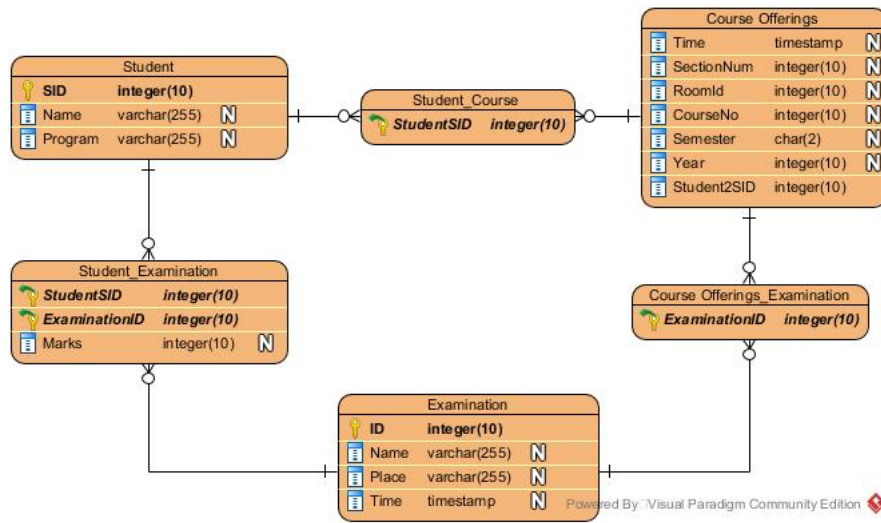 Student
SID integer(10)
Name varchar(255) N
Program varchar(255) N
Student_Course
StudentSID integer(10)
Course Offerings
Time timestamp N
SectionNum integer(10) N
RoomId integer(10) N
CourseNo integer(10) N
Semester char(2) N
Year integer(10) N
Student2SID integer(10)
Student_Examination
StudentSID integer(10)
ExaminationID integer(10)
Marks integer(10) N
Course Offerings_Examination
ExaminationID integer(10)
Examination
ID integer(10)
Name varchar(255) N
Place varchar(255) N
Time timestamp N
Powered By Visual Paradigm Community Edition